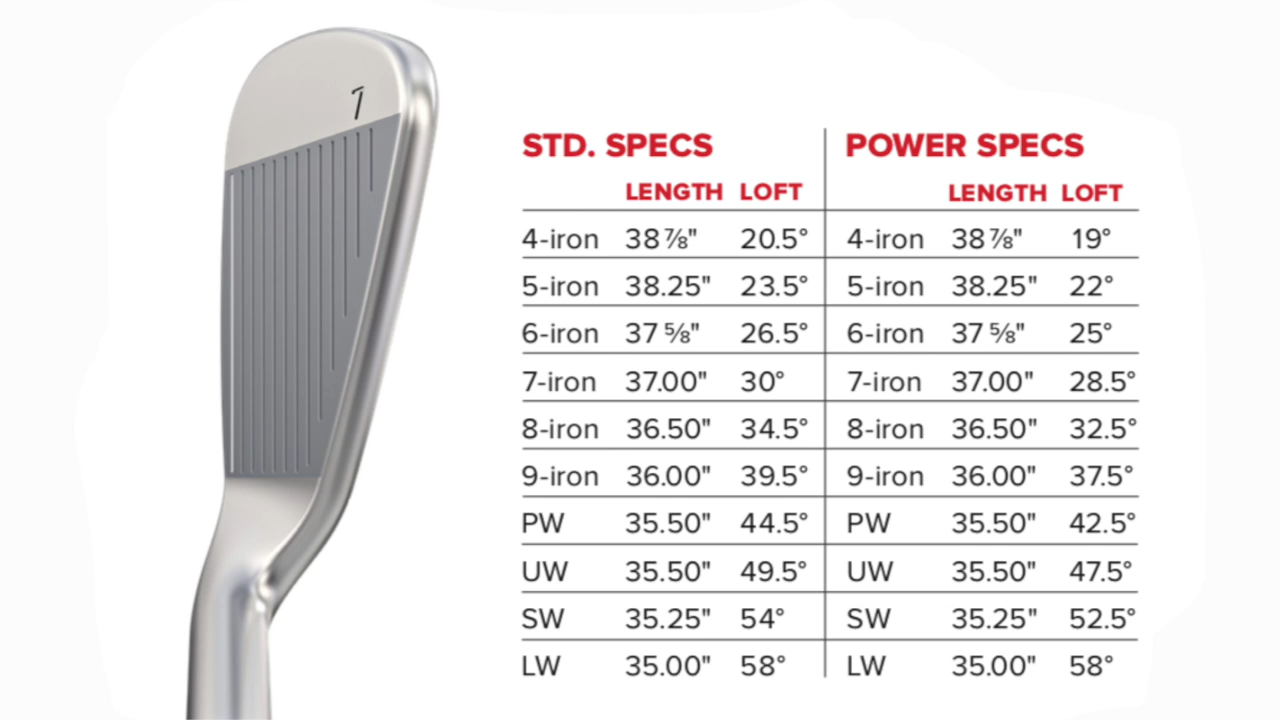 7
STD. SPECS
LENGTH LOFT
4-iron 38 ⅞" 20.5°
5-iron 38.25" 23.5°
6-iron 37 ⅝" 26.5°
7-iron 37.00" 30°
8-iron 36.50" 34.5°
9-iron 36.00" 39.5°
PW 35.50" 44.5°
UW 35.50" 49.5°
SW 35.25" 54°
LW 35.00" 58°
POWER SPECS
LENGTH LOFT
4-iron 38 ⅞" 19°
5-iron 38.25" 22°
6-iron 37 ⅝" 25°
7-iron 37.00" 28.5°
8-iron 36.50" 32.5°
9-iron 36.00" 37.5°
PW 35.50" 42.5°
UW 35.50" 47.5°
SW 35.25" 52.5°
LW 35.00" 58°